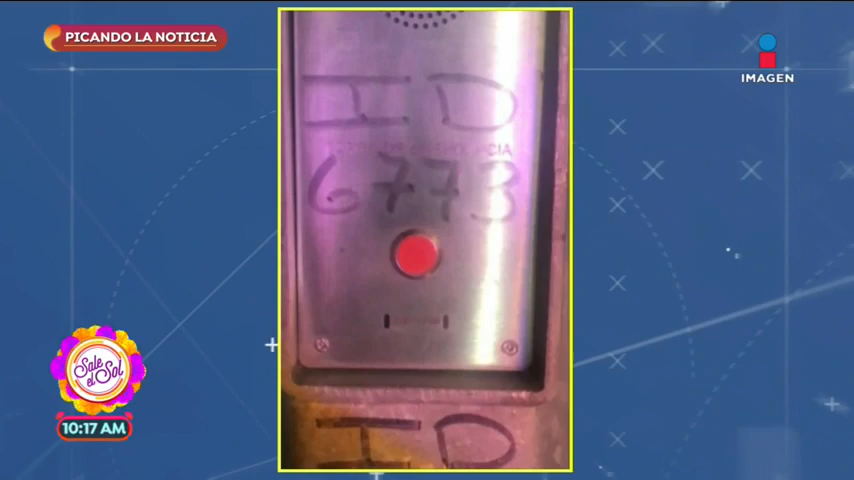 PICANDO LA NOTICIA
IMAGEN
ID
6773
ID
Sale
el Sol
10:17 AM